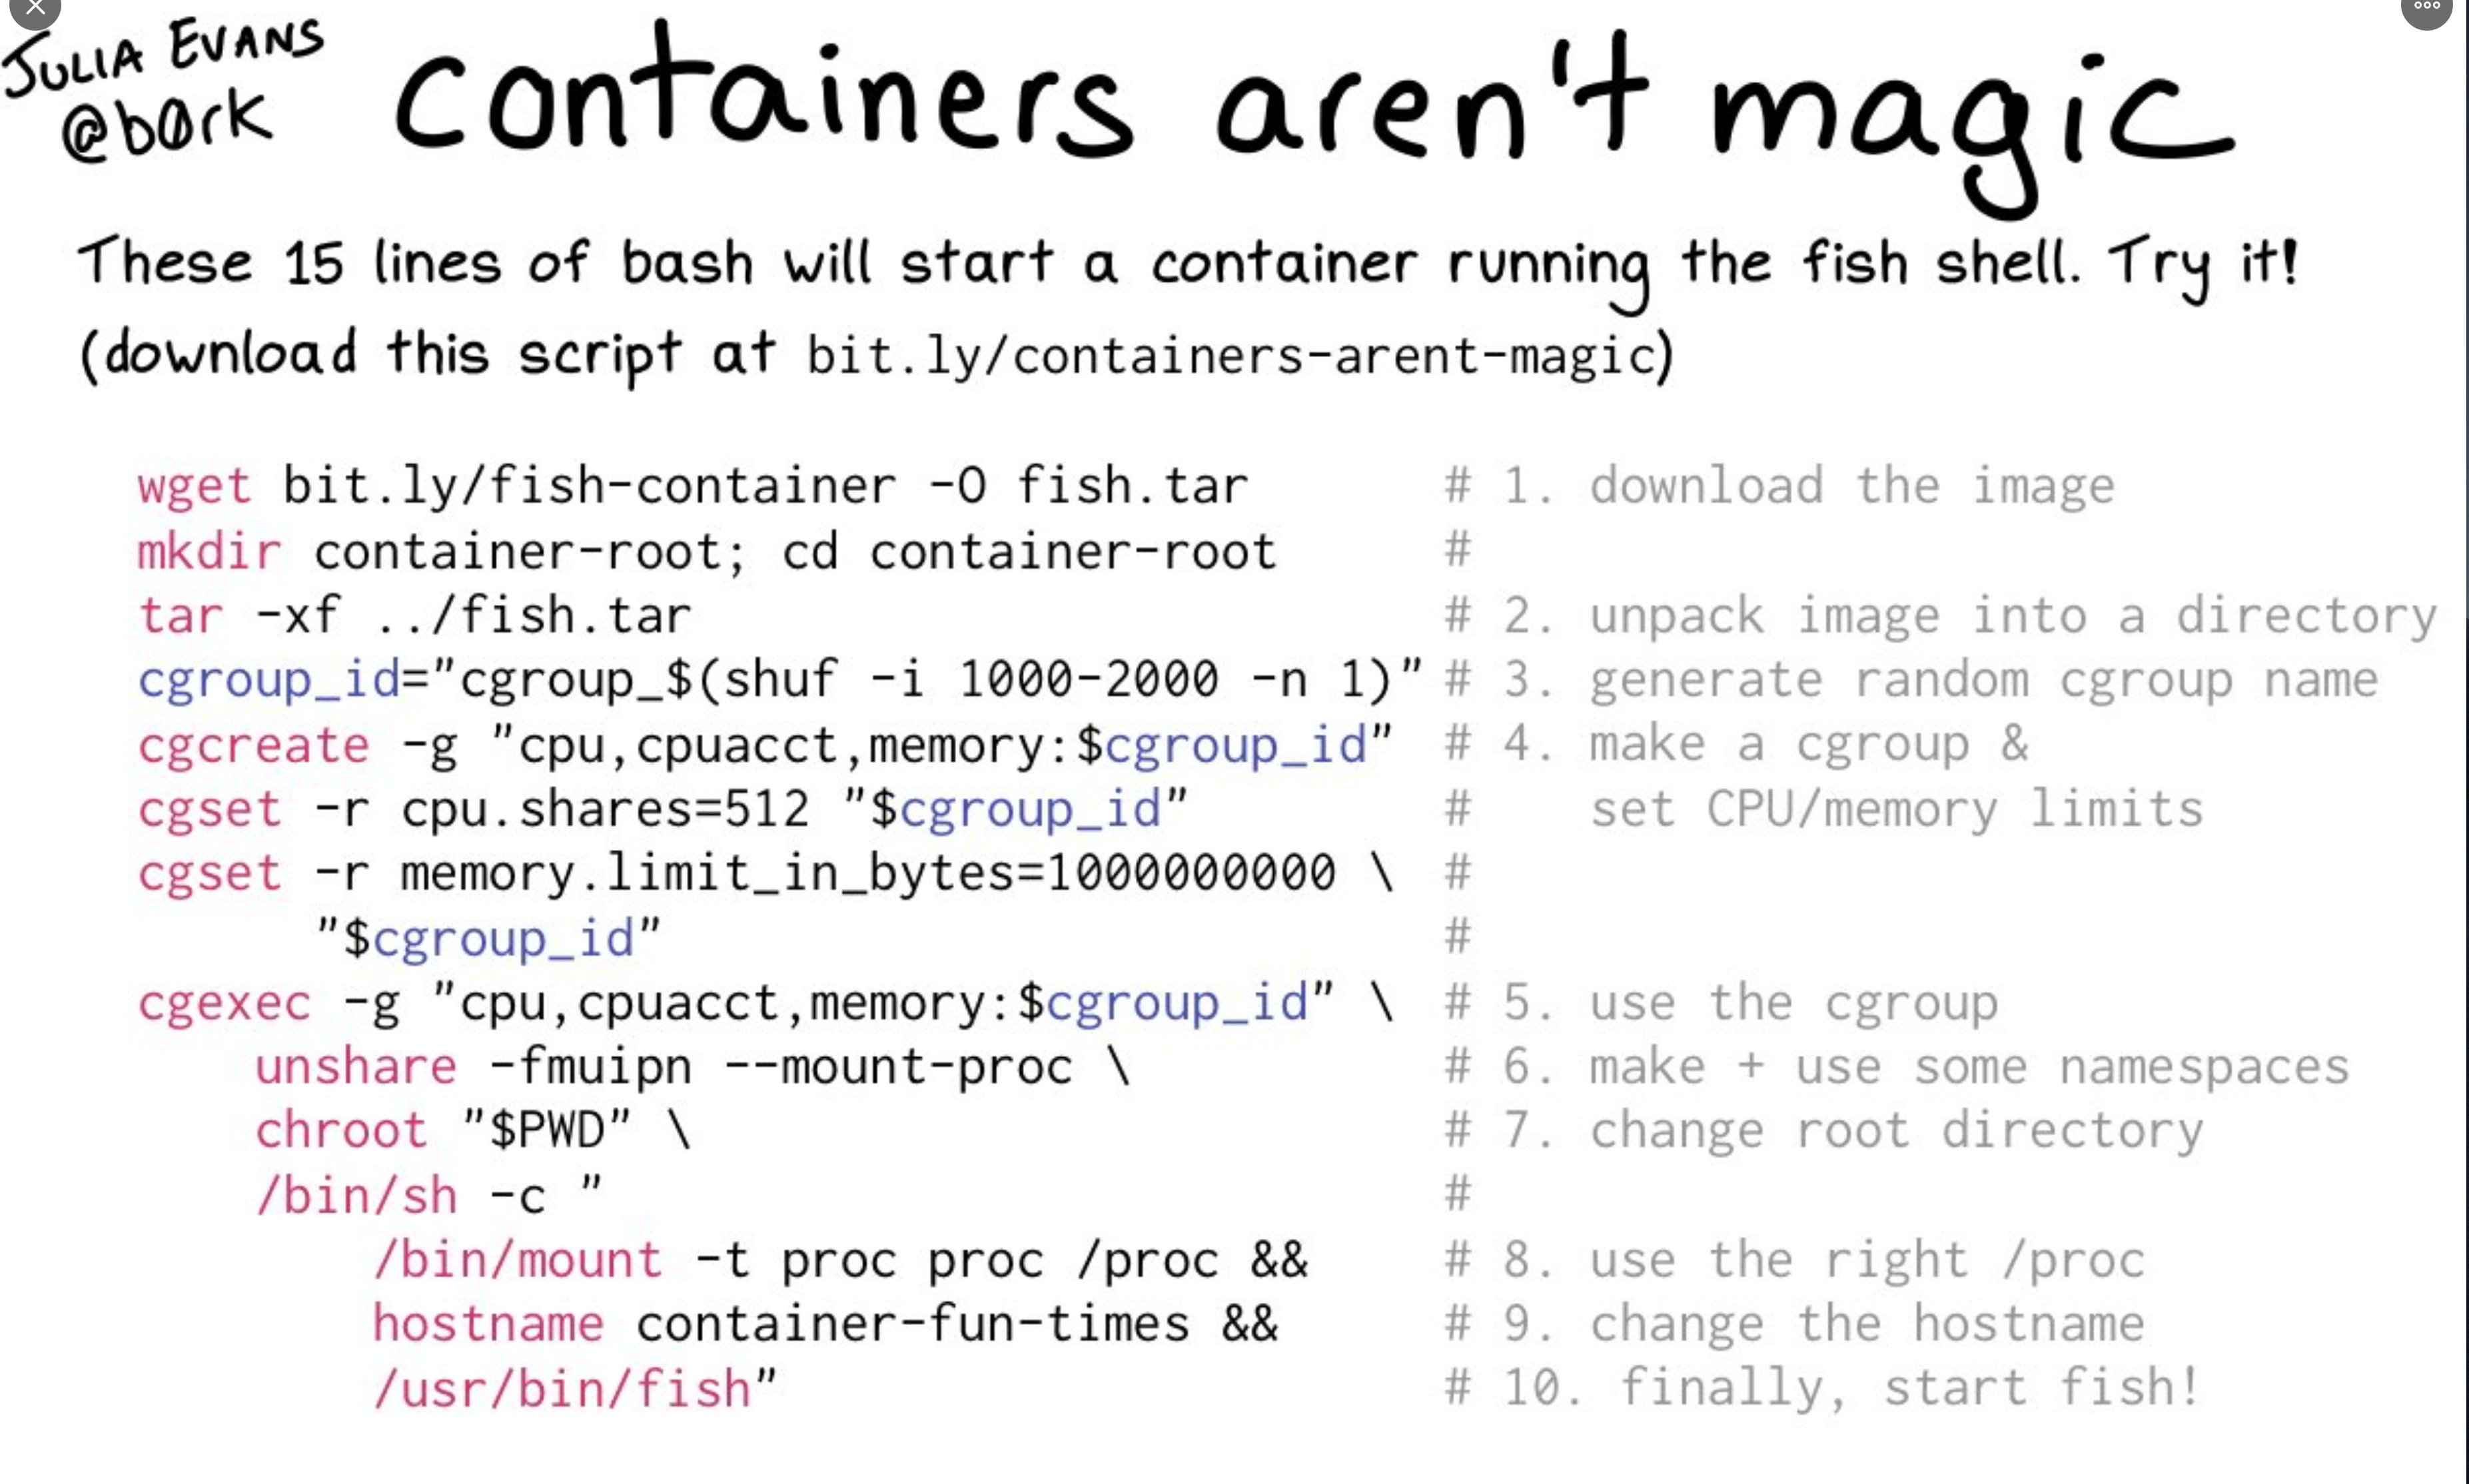 JULIA EVANS
@b0rk
containers aren't magic
These 15 lines of bash will start a container running the fish shell. Try it!
(download this script at bit.ly/containers-arent-magic)
wget bit.ly/fish-container -O fish.tar # 1. download the image
mkdir container-root; cd container-root #
tar -xf ../fish.tar # 2. unpack image into a directory
cgroup_id="cgroup_$(shuf -i 1000-2000 -n 1)" # 3. generate random cgroup name
cgcreate -g "cpu,cpuacct,memory:$cgroup_id" # 4. make a cgroup &
cgset -r cpu.shares=512 "$cgroup_id" # set CPU/memory limits
cgset -r memory.limit_in_bytes=1000000000 \ #
"$cgroup_id" #
cgexec -g "cpu,cpuacct,memory:$cgroup_id" \ # 5. use the cgroup
unshare -fmuipn --mount-proc \ # 6. make + use some namespaces
chroot "$PWD" \ # 7. change root directory
/bin/sh -c " #
/bin/mount -t proc proc /proc && # 8. use the right /proc
hostname container-fun-times && # 9. change the hostname
/usr/bin/fish" # 10. finally, start fish!